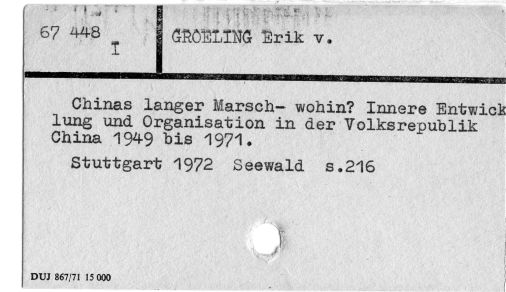 67 448
I
GROELING Erik v.
Chinas langer Marsch- wohin? Innere Entwick
lung und Organisation in der Volksrepublik
China 1949 bis 1971.
Stuttgart 1972 Seewald s.216
DUJ 867/71 15 000